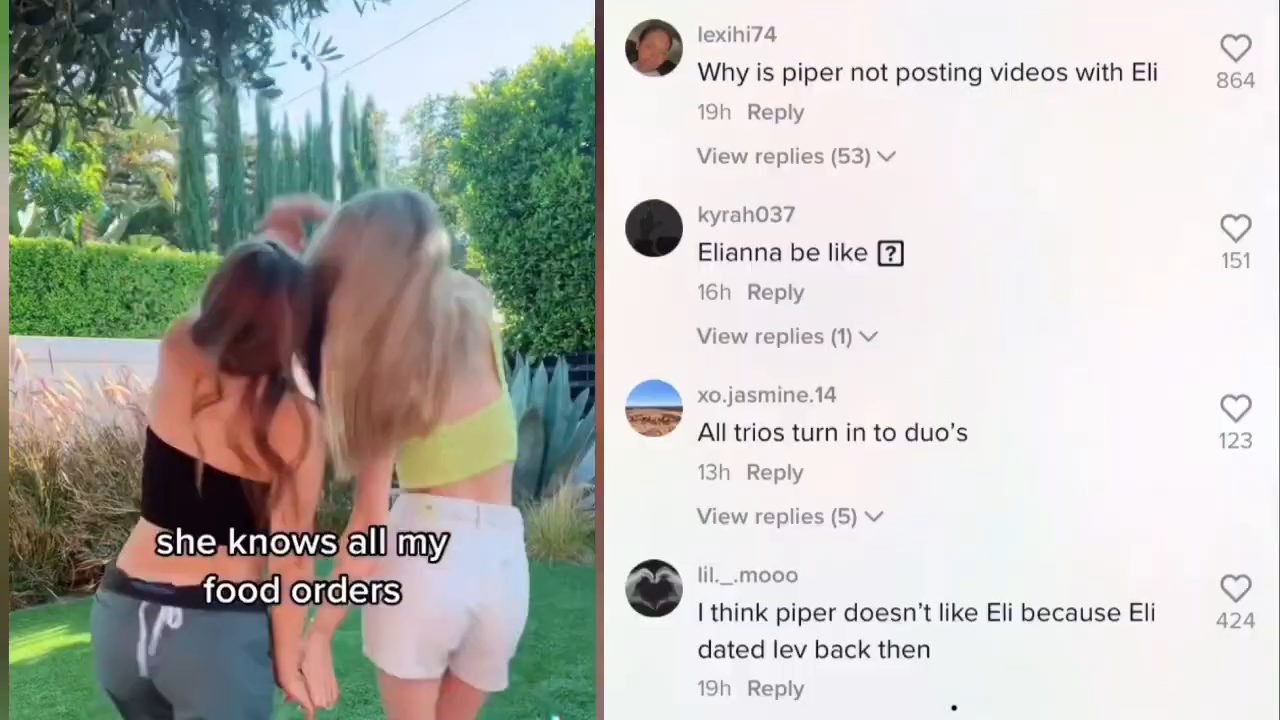 she knows all my
food orders
lexihi74
Why is piper not posting videos with Eli
19h Reply
864
View replies (53)
kyrah037
Elianna be like ⍰
16h Reply
151
View replies (1)
xo.jasmine.14
All trios turn in to duo's
13h Reply
123
View replies (5)
lil._.mooo
I think piper doesn't like Eli because Eli
dated lev back then
19h Reply
424